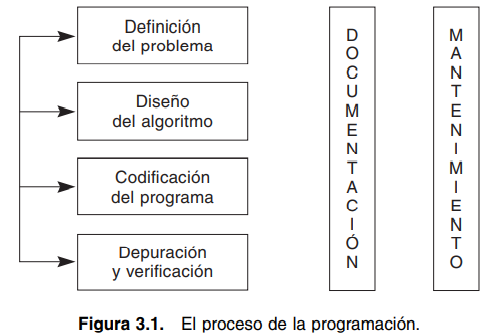 Definición
del problema
Diseño
del algoritmo
Codificación
del programa
Depuración
y verificación
DOCUMENTACIÓN
MANTENIMIENTO
Figura 3.1. El proceso de la programación.